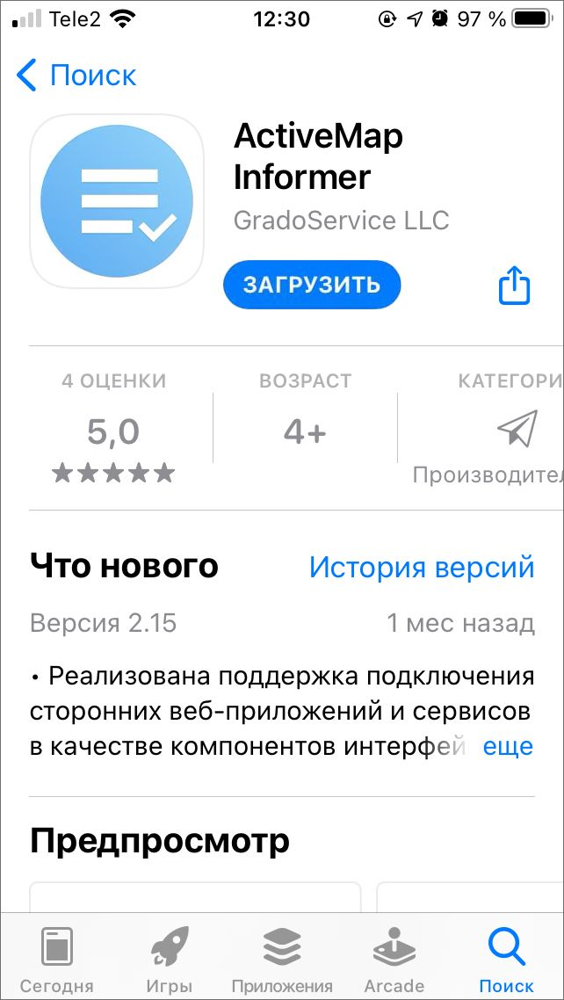 Tele2 12:30 97 %
Поиск
ActiveMap
Informer
GradoService LLC
ЗАГРУЗИТЬ
4 ОЦЕНКИ ВОЗРАСТ КАТЕГОРИ
5,0 4+
Производител
Что нового История версий
Версия 2.15 1 мес назад
• Реализована поддержка подключения
сторонних веб-приложений и сервисов
в качестве компонентов интерфей еще
Предпросмотр
Сегодня Игры Приложения Arcade Поиск